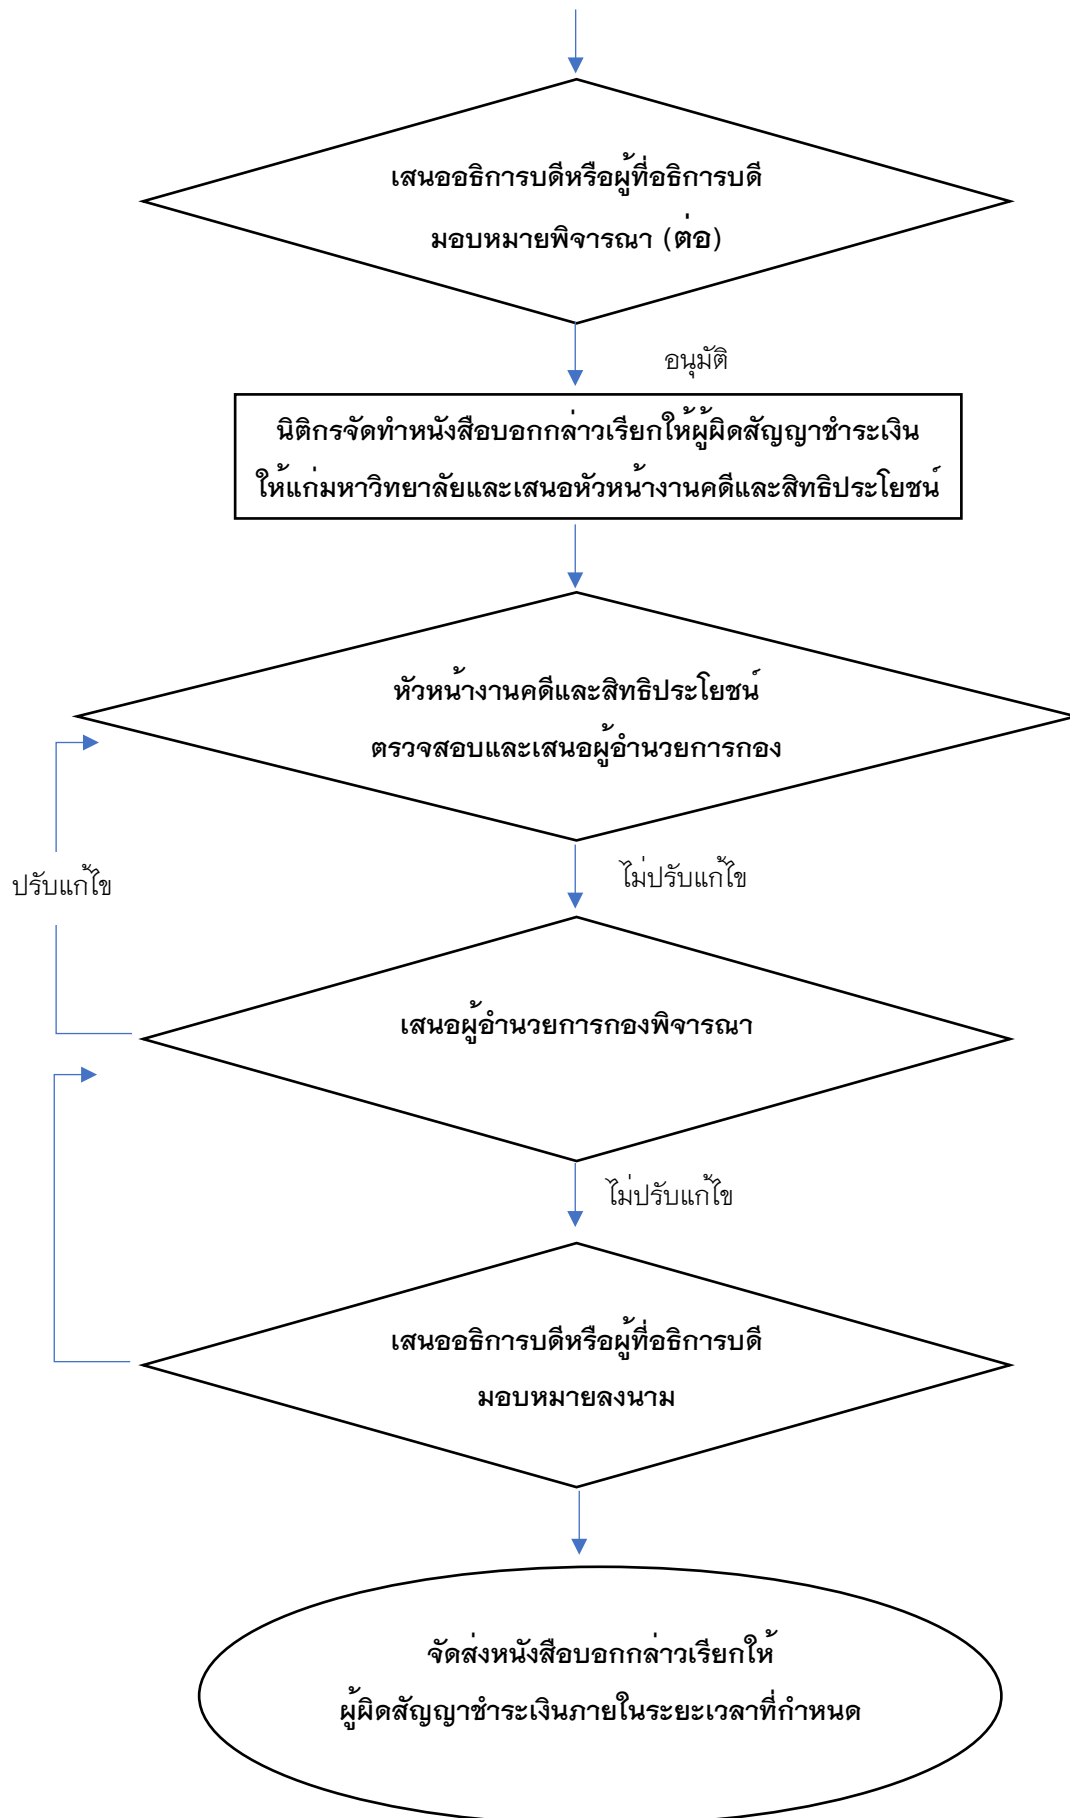 เสนออธิการบดีหรือผู้ที่อธิการบดี
มอบหมายพิจารณา (ต่อ)
อนุมัติ
นิติกรจัดทำหนังสือบอกกล่าวเรียกให้ผู้ผิดสัญญาชำระเงิน
ให้แก่มหาวิทยาลัยและเสนอหัวหน้างานคดีและสิทธิประโยชน์
หัวหน้างานคดีและสิทธิประโยชน์
ตรวจสอบและเสนอผู้อำนวยการกอง
ไม่ปรับแก้ไข
ปรับแก้ไข
เสนอผู้อำนวยการกองพิจารณา
ไม่ปรับแก้ไข
เสนออธิการบดีหรือผู้ที่อธิการบดี
มอบหมายลงนาม
จัดส่งหนังสือบอกกล่าวเรียกให้
ผู้ผิดสัญญาชำระเงินภายในระยะเวลาที่กำหนด